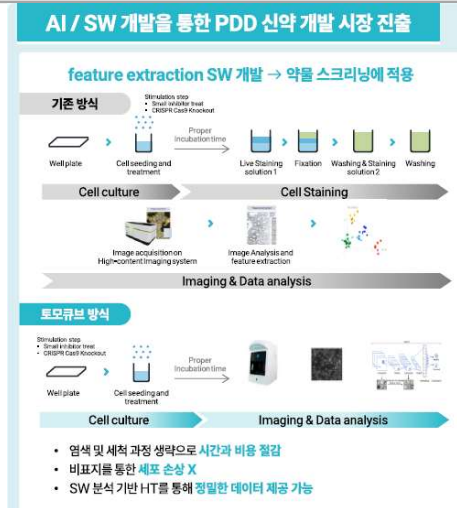 AI / SW 개발을 통한 PDD 신약 개발 시장 진출
feature extraction SW 개발 → 약물 스크리닝에 적용
기존 방식
Stimulation step
• Small inhibitor treat
• CRISPR Cas9 Knockout
Proper
Incubation time
Well plate
Cell seeding and
treatment
Live Staining
solution 1
Fixation
Washing & Staining
solution 2
Washing
Cell culture
Cell Staining
Image acquisition on
High-content Imaging system
Image Analysis and
feature extraction
Imaging & Data analysis
토모큐브 방식
Stimulation step
• Small inhibitor treat
• CRISPR Cas9 Knockout
Proper
Incubation time
Well plate
Cell seeding and
treatment
Cell culture
Imaging & Data analysis
• 염색 및 세척 과정 생략으로 시간과 비용 절감
• 비표지를 통한 세포 손상 X
• SW 분석 기반 HT를 통해 정밀한 데이터 제공 가능